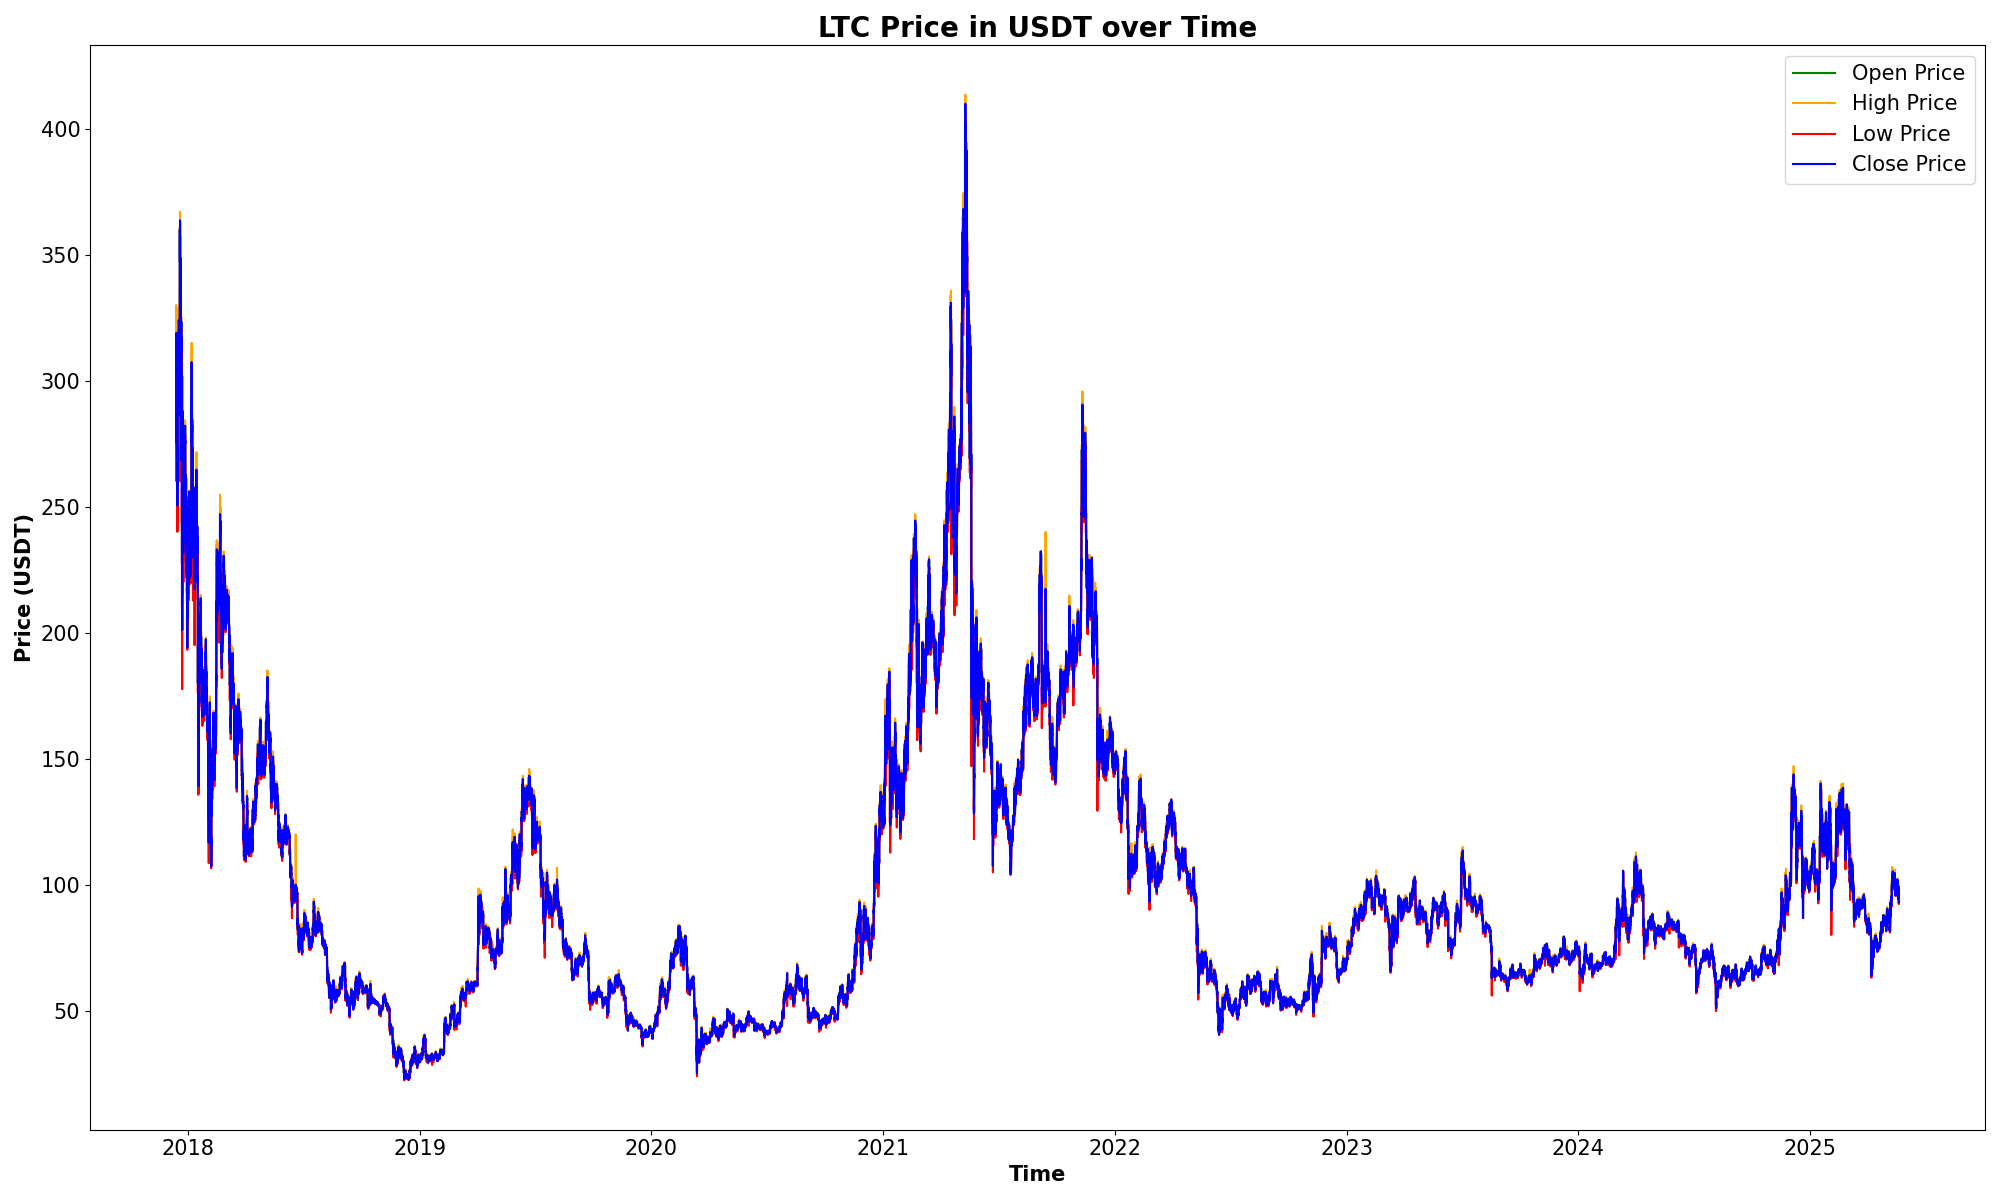 LTC Price in USDT over Time
Open Price
High Price
Low Price
Close Price
Price (USDT)
400
350
300
250
200
150
100
50
2018 2019 2020 2021 2022 2023 2024 2025
Time